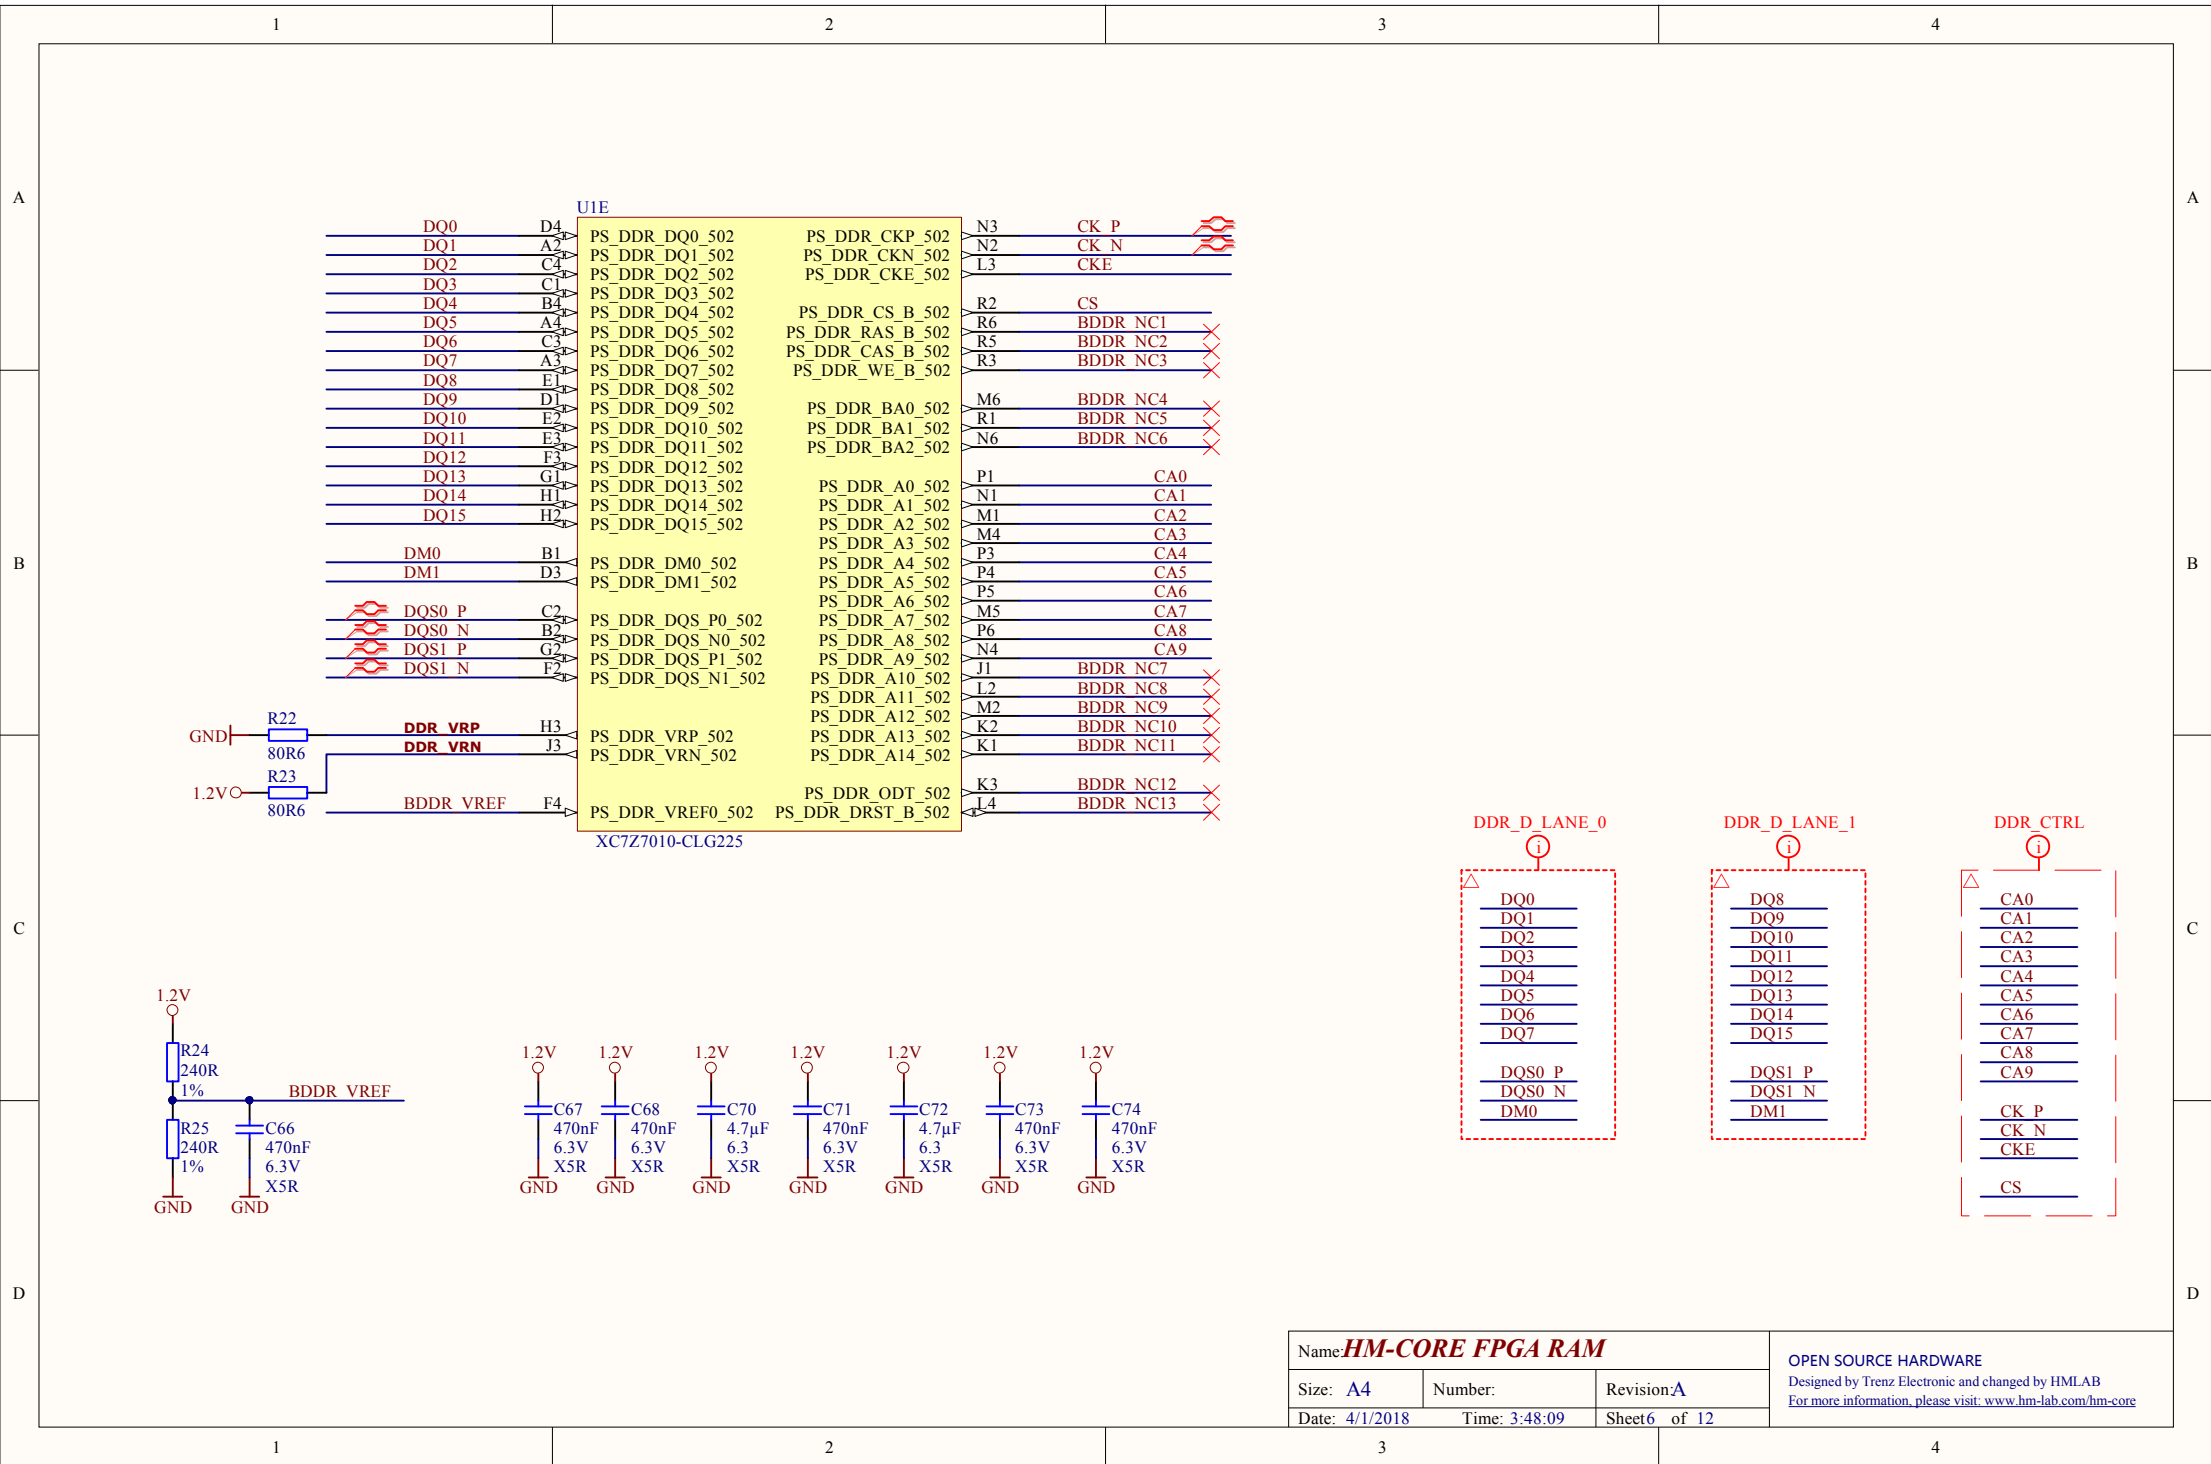 1 2 3 4
A A
B B
C C
D D
U1E
DQ0 D4 PS_DDR_DQ0_502
DQ1 A2 PS_DDR_DQ1_502
DQ2 C4 PS_DDR_DQ2_502
DQ3 C1 PS_DDR_DQ3_502
DQ4 B4 PS_DDR_DQ4_502
DQ5 A4 PS_DDR_DQ5_502
DQ6 C3 PS_DDR_DQ6_502
DQ7 A3 PS_DDR_DQ7_502
DQ8 E1 PS_DDR_DQ8_502
DQ9 D1 PS_DDR_DQ9_502
DQ10 E2 PS_DDR_DQ10_502
DQ11 E3 PS_DDR_DQ11_502
DQ12 F3 PS_DDR_DQ12_502
DQ13 G1 PS_DDR_DQ13_502
DQ14 H1 PS_DDR_DQ14_502
DQ15 H2 PS_DDR_DQ15_502
DM0 B1 PS_DDR_DM0_502
DM1 D3 PS_DDR_DM1_502
DQS0_P C2 PS_DDR_DQS_P0_502
DQS0_N B2 PS_DDR_DQS_N0_502
DQS1_P G2 PS_DDR_DQS_P1_502
DQS1_N F2 PS_DDR_DQS_N1_502
GND R22 80R6 DDR_VRP H3 PS_DDR_VRP_502
1.2V R23 80R6 DDR_VRN J3 PS_DDR_VRN_502
BDDR_VREF F4 PS_DDR_VREF0_502
PS_DDR_CKP_502 N3 CK_P
PS_DDR_CKN_502 N2 CK_N
PS_DDR_CKE_502 L3 CKE
PS_DDR_CS_B_502 R2 CS
PS_DDR_RAS_B_502 R6 BDDR_NC1
PS_DDR_CAS_B_502 R5 BDDR_NC2
PS_DDR_WE_B_502 R3 BDDR_NC3
PS_DDR_BA0_502 M6 BDDR_NC4
PS_DDR_BA1_502 R1 BDDR_NC5
PS_DDR_BA2_502 N6 BDDR_NC6
PS_DDR_A0_502 P1 CA0
PS_DDR_A1_502 N1 CA1
PS_DDR_A2_502 M1 CA2
PS_DDR_A3_502 M4 CA3
PS_DDR_A4_502 P3 CA4
PS_DDR_A5_502 P4 CA5
PS_DDR_A6_502 P5 CA6
PS_DDR_A7_502 M5 CA7
PS_DDR_A8_502 P6 CA8
PS_DDR_A9_502 N4 CA9
PS_DDR_A10_502 J1 BDDR_NC7
PS_DDR_A11_502 L2 BDDR_NC8
PS_DDR_A12_502 M2 BDDR_NC9
PS_DDR_A13_502 K2 BDDR_NC10
PS_DDR_A14_502 K1 BDDR_NC11
PS_DDR_ODT_502 K3 BDDR_NC12
PS_DDR_DRST_B_502 L4 BDDR_NC13
XC7Z7010-CLG225
DDR_D_LANE_0
i
DQ0
DQ1
DQ2
DQ3
DQ4
DQ5
DQ6
DQ7
DQS0_P
DQS0_N
DM0
DDR_D_LANE_1
i
DQ8
DQ9
DQ10
DQ11
DQ12
DQ13
DQ14
DQ15
DQS1_P
DQS1_N
DM1
DDR_CTRL
i
CA0
CA1
CA2
CA3
CA4
CA5
CA6
CA7
CA8
CA9
CK_P
CK_N
CKE
CS
1.2V
R24
240R
1%
BDDR_VREF
R25
240R
1%
GND
C66
470nF
6.3V
X5R
GND
1.2V 1.2V 1.2V 1.2V 1.2V 1.2V 1.2V
C67 C68 C70 C71 C72 C73 C74
470nF 470nF 4.7µF 470nF 4.7µF 470nF 470nF
6.3V 6.3V 6.3 6.3V 6.3 6.3V 6.3V
X5R X5R X5R X5R X5R X5R X5R
GND GND GND GND GND GND GND
Name: HM-CORE FPGA RAM
Size: A4 Number: Revision: A
Date: 4/1/2018 Time: 3:48:09 Sheet 6 of 12
OPEN SOURCE HARDWARE
Designed by Trenz Electronic and changed by HMLAB
For more information, please visit: www.hm-lab.com/hm-core
1 2 3 4